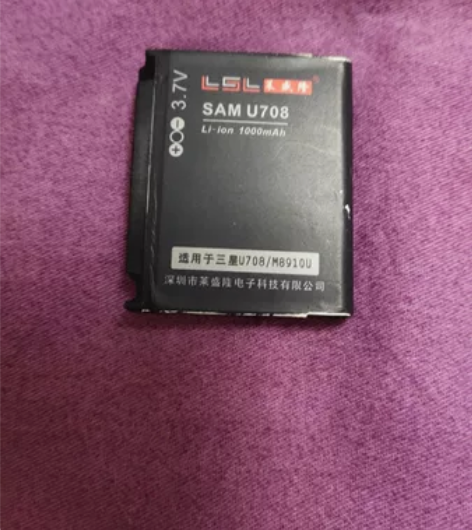 LSL 莱盛隆®
3.7V
SAM U708
Li-ion 1000mAh
适用于三星U708/M8910U
深圳市莱盛隆电子科技有限公司